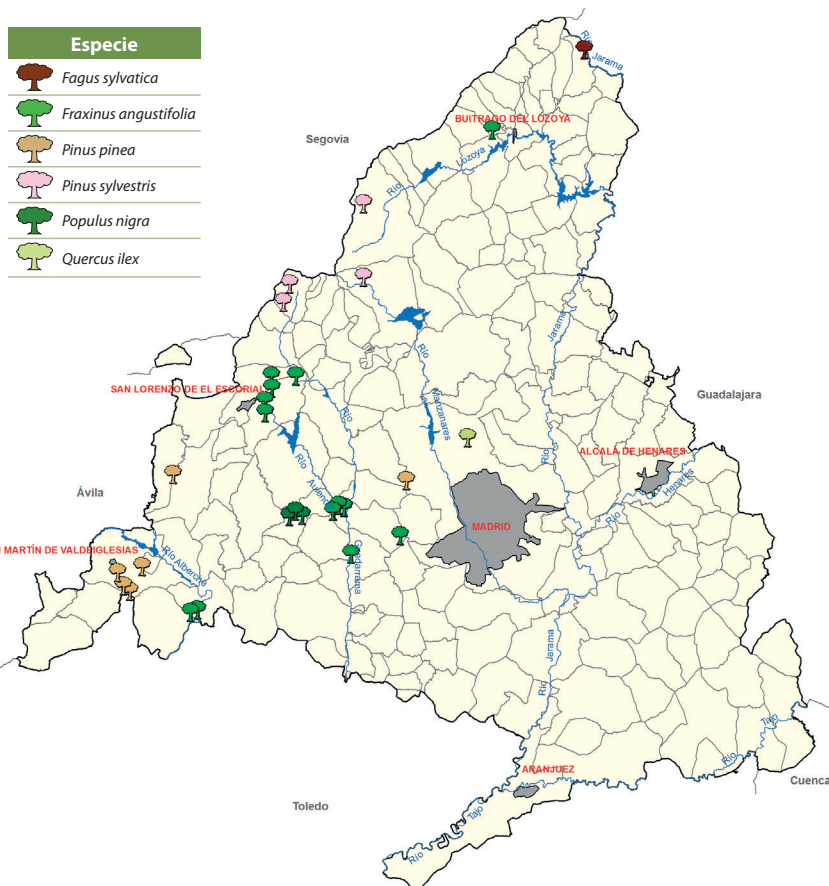 Especie
Fagus sylvatica
Fraxinus angustifolia
Pinus pinea
Pinus sylvestris
Populus nigra
Quercus ilex
Río
Jarama
BUITRAGO DEL LOZOYA
Segovia
Lozoya
Río
Jarama
Río
Manzanares
SAN LORENZO DE EL ESCORIAL
Río
Guadalajara
ALCALÁ DE HENARES
Río
Henares
Río
Río
Aulencia
Ávila
MADRID
N MARTÍN DE VALDEIGLESIAS
Río Alberche
Guadarrama
Jarama
Río
Tajo
Río
ARANJUEZ
Cuenca
Toledo
Tajo
Río